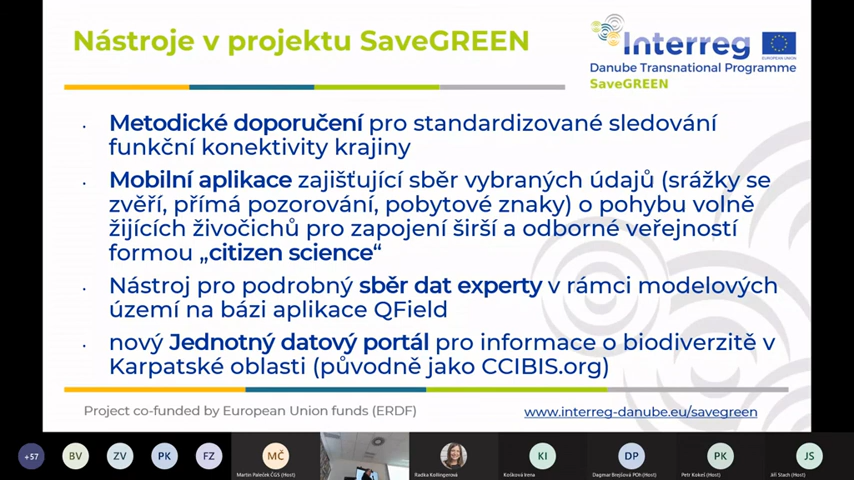 Nástroje v projektu SaveGREEN
Interreg
EUROPEAN UNION
Danube Transnational Programme
SaveGREEN
Metodické doporučení pro standardizované sledování
funkční konektivity krajiny
Mobilní aplikace zajišťující sběr vybraných údajů (srážky se
zvěří, přímá pozorování, pobytové znaky) o pohybu volně
žijících živočichů pro zapojení širší a odborné veřejností
formou „citizen science“
Nástroj pro podrobný sběr dat experty v rámci modelových
území na bázi aplikace QField
nový Jednotný datový portál pro informace o biodiverzitě v
Karpatské oblasti (původně jako CCIBIS.org)
Project co-funded by European Union funds (ERDF)
www.interreg-danube.eu/savegreen
+57
BV
ZV
PK
FZ
MČ
KI
DP
PK
JS
Martin Paleček ČGS (Host)
Radka Kollingerová
Košková Irena
Dagmar Brejšová POh (Host)
Petr Kokeš (Host)
Jiří Stach (Host)